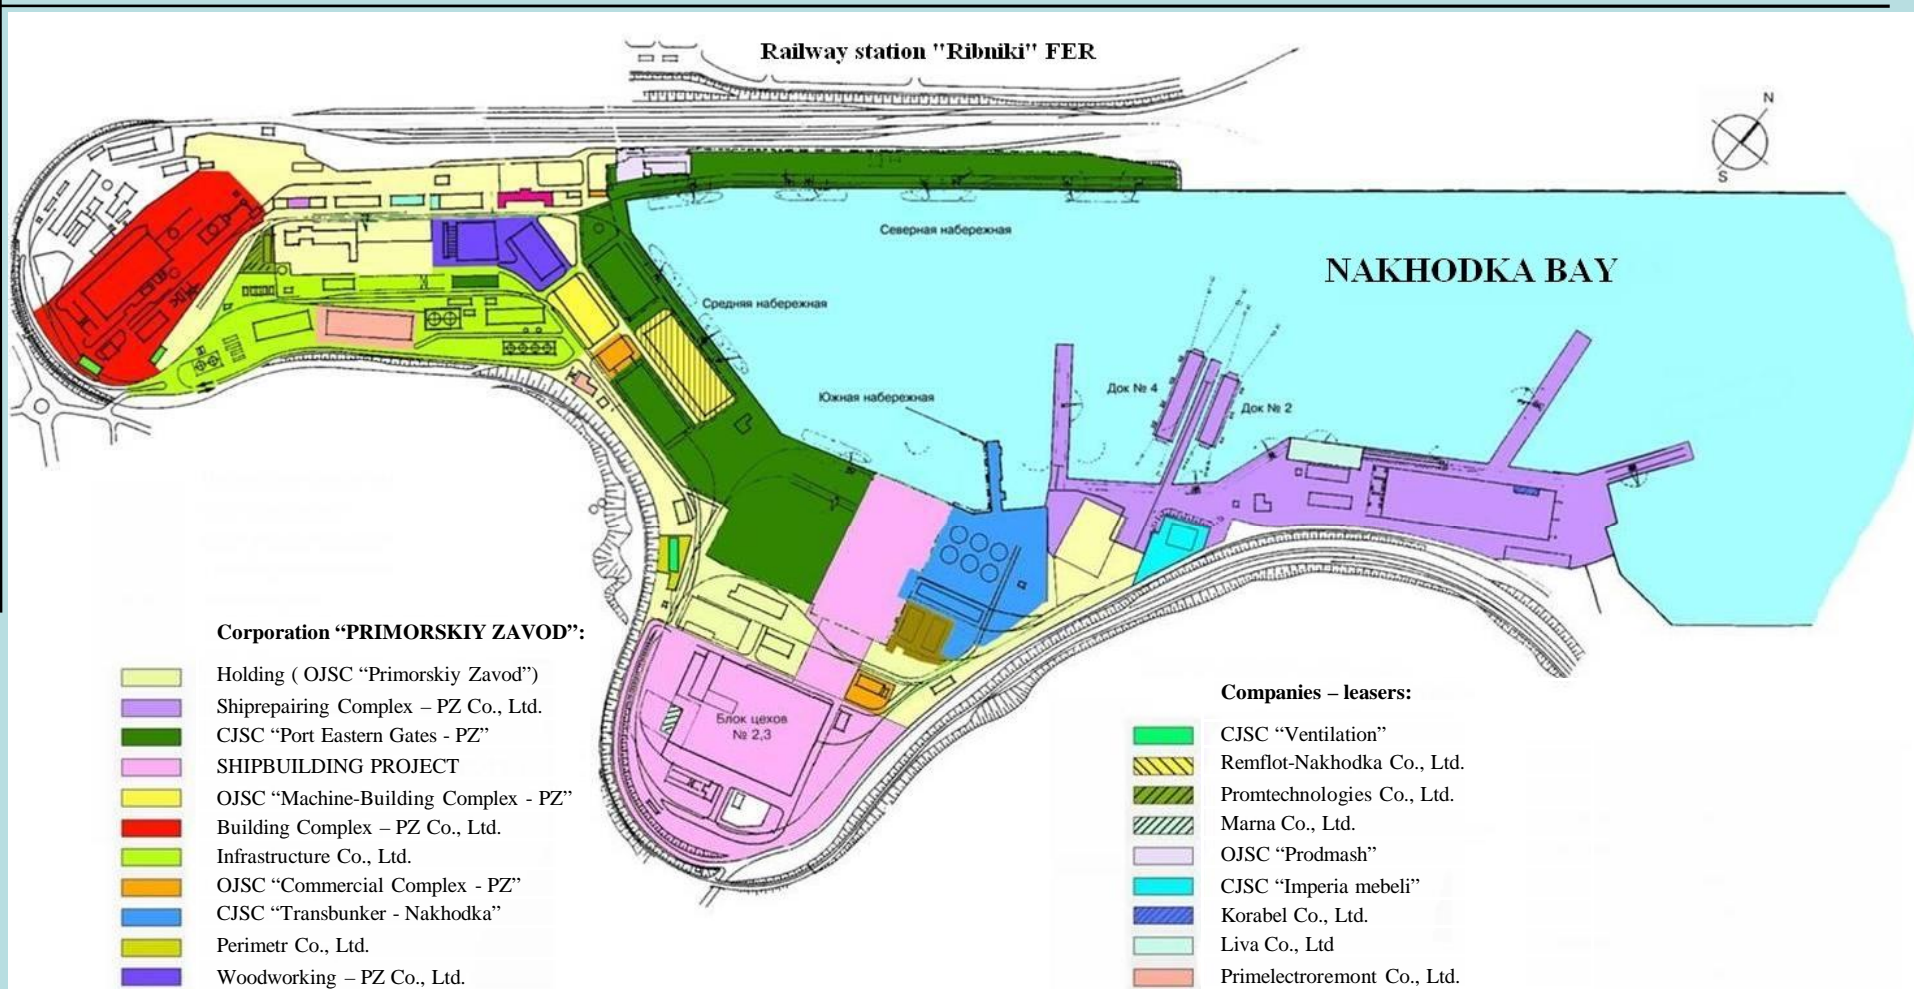 Railway station "Ribniki" FER
N
S
Северная набережная
NAKHODKA BAY
Средняя набережная
Южная набережная
Док № 4
Док № 2
Блок цехов
№ 2,3
Corporation “PRIMORSKIY ZAVOD”:
Holding ( OJSC “Primorskiy Zavod”)
Shiprepairing Complex – PZ Co., Ltd.
CJSC “Port Eastern Gates - PZ”
SHIPBUILDING PROJECT
OJSC “Machine-Building Complex - PZ”
Building Complex – PZ Co., Ltd.
Infrastructure Co., Ltd.
OJSC “Commercial Complex - PZ”
CJSC “Transbunker - Nakhodka”
Perimetr Co., Ltd.
Woodworking – PZ Co., Ltd.
Companies – leasers:
CJSC “Ventilation”
Remflot-Nakhodka Co., Ltd.
Promtechnologies Co., Ltd.
Marna Co., Ltd.
OJSC “Prodmash”
CJSC “Imperia mebeli”
Korabel Co., Ltd.
Liva Co., Ltd
Primelectroremont Co., Ltd.